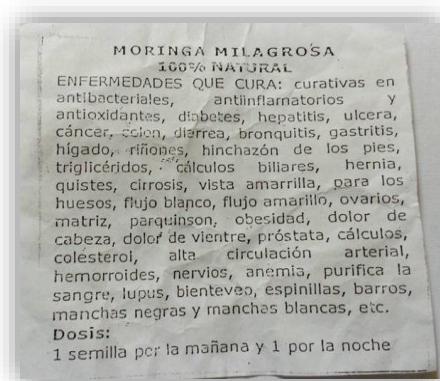 MORINGA MILAGROSA
100% NATURAL
ENFERMEDADES QUE CURA: curativas en
antibacteriales, antiinflamatorios y
antioxidantes, diabetes, hepatitis, ulcera,
cáncer, colon, diarrea, bronquitis, gastritis,
hígado, riñones, hinchazón de los pies,
triglicéridos, cálculos biliares, hernia,
quistes, cirrosis, vista amarrilla, para los
huesos, flujo blanco, flujo amarillo, ovarios,
matriz, parquinson, obesidad, dolor de
cabeza, dolor de vientre, próstata, cálculos,
colésterol, alta circulación arterial,
hemorroides, nervios, anemia, purifica la
sangre, lupus, bienteveo, espinillas, barros,
manchas negras y manchas blancas, etc.
Dosis:
1 semilla por la mañana y 1 por la noche